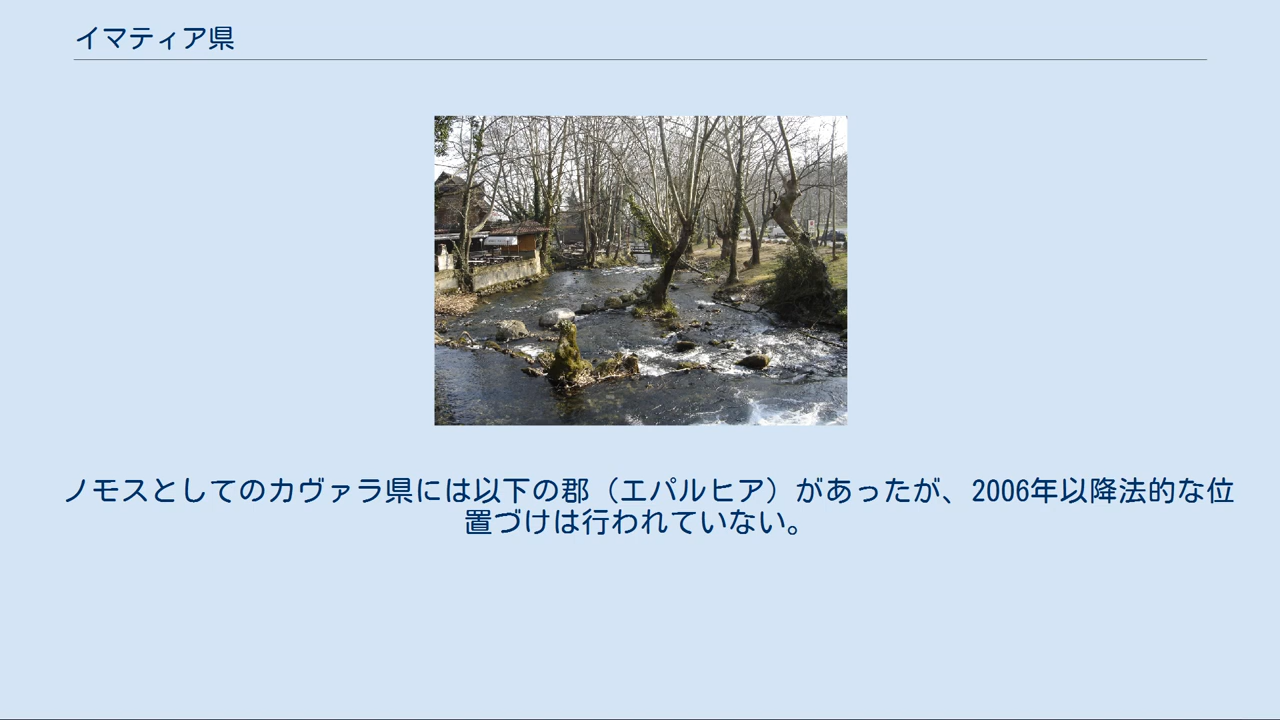 イマティア県
ノモスとしてのカヴァラ県には以下の郡（エパルヒア）があったが、2006年以降法的な位
置づけは行われていない。